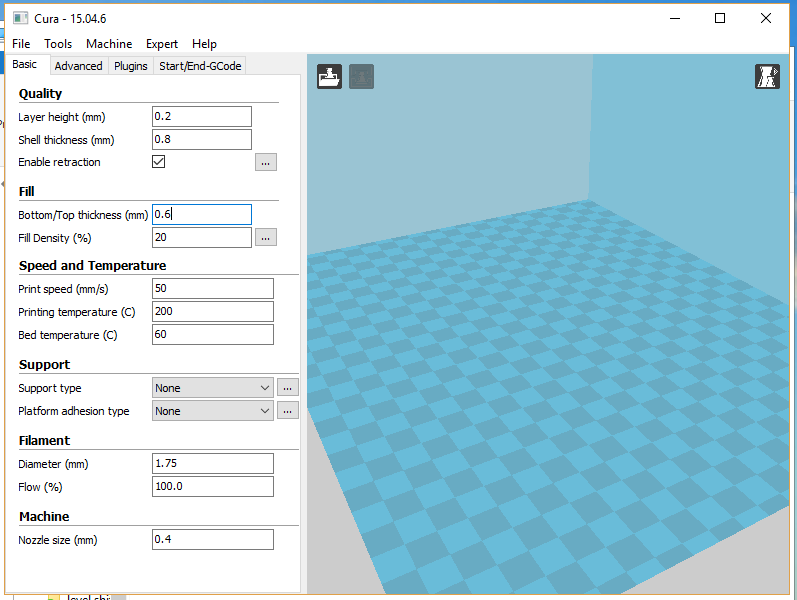 Cura - 15.04.6
File Tools Machine Expert Help
Basic Advanced Plugins Start/End-GCode
Quality
Layer height (mm) 0.2
Shell thickness (mm) 0.8
Enable retraction ...
Fill
Bottom/Top thickness (mm) 0.6
Fill Density (%) 20 ...
Speed and Temperature
Print speed (mm/s) 50
Printing temperature (C) 200
Bed temperature (C) 60
Support
Support type None ...
Platform adhesion type None ...
Filament
Diameter (mm) 1.75
Flow (%) 100.0
Machine
Nozzle size (mm) 0.4